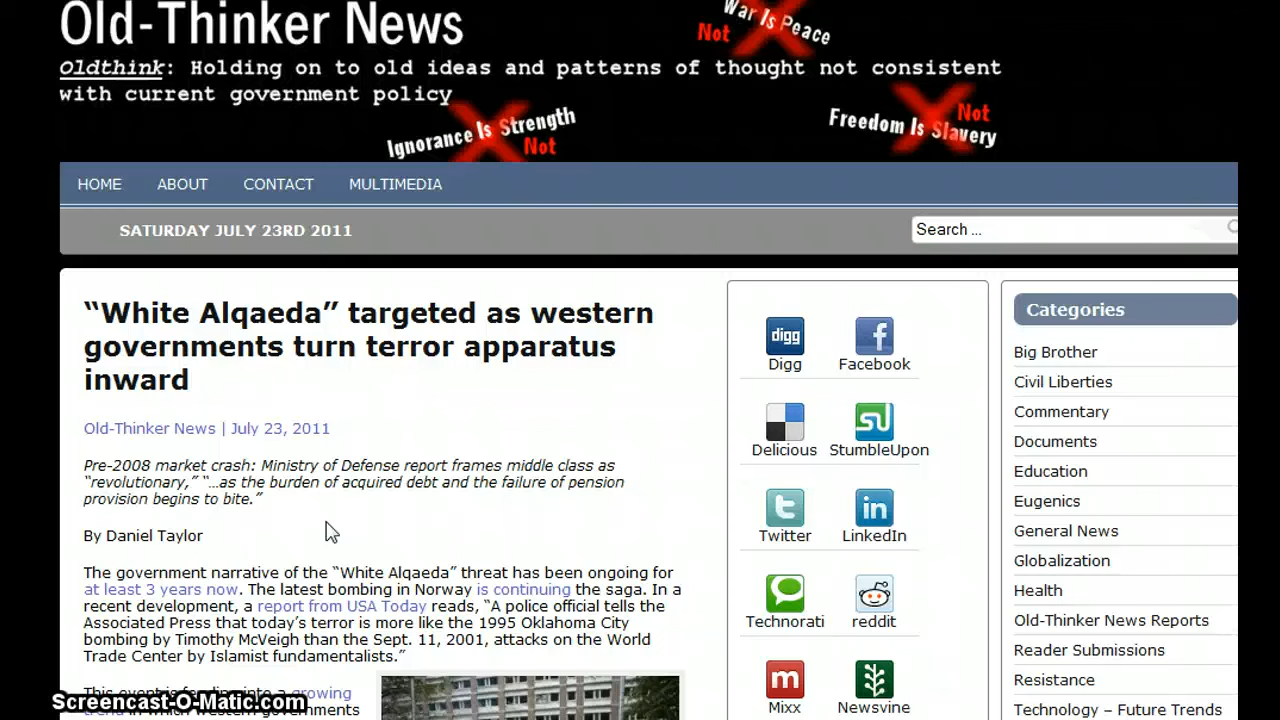 Old-Thinker News
War Is Peace
Not
Oldthink: Holding on to old ideas and patterns of thought not consistent
with current government policy
Ignorance Is Strength
Not
Freedom Is Slavery
Not
HOME ABOUT CONTACT MULTIMEDIA
SATURDAY JULY 23RD 2011
Search ...
“White Alqaeda” targeted as western
governments turn terror apparatus
inward
Old-Thinker News | July 23, 2011
Pre-2008 market crash: Ministry of Defense report frames middle class as
“revolutionary,” “…as the burden of acquired debt and the failure of pension
provision begins to bite.”
By Daniel Taylor
The government narrative of the “White Alqaeda” threat has been ongoing for
at least 3 years now. The latest bombing in Norway is continuing the saga. In a
recent development, a report from USA Today reads, “A police official tells the
Associated Press that today’s terror is more like the 1995 Oklahoma City
bombing by Timothy McVeigh than the Sept. 11, 2001, attacks on the World
Trade Center by Islamist fundamentalists.”
This event is feeding into a growing
trend in which western governments
Digg Facebook
Delicious StumbleUpon
Twitter LinkedIn
Technorati reddit
Mixx Newsvine
Categories
Big Brother
Civil Liberties
Commentary
Documents
Education
Eugenics
General News
Globalization
Health
Old-Thinker News Reports
Reader Submissions
Resistance
Technology – Future Trends
Screencast-O-Matic.com